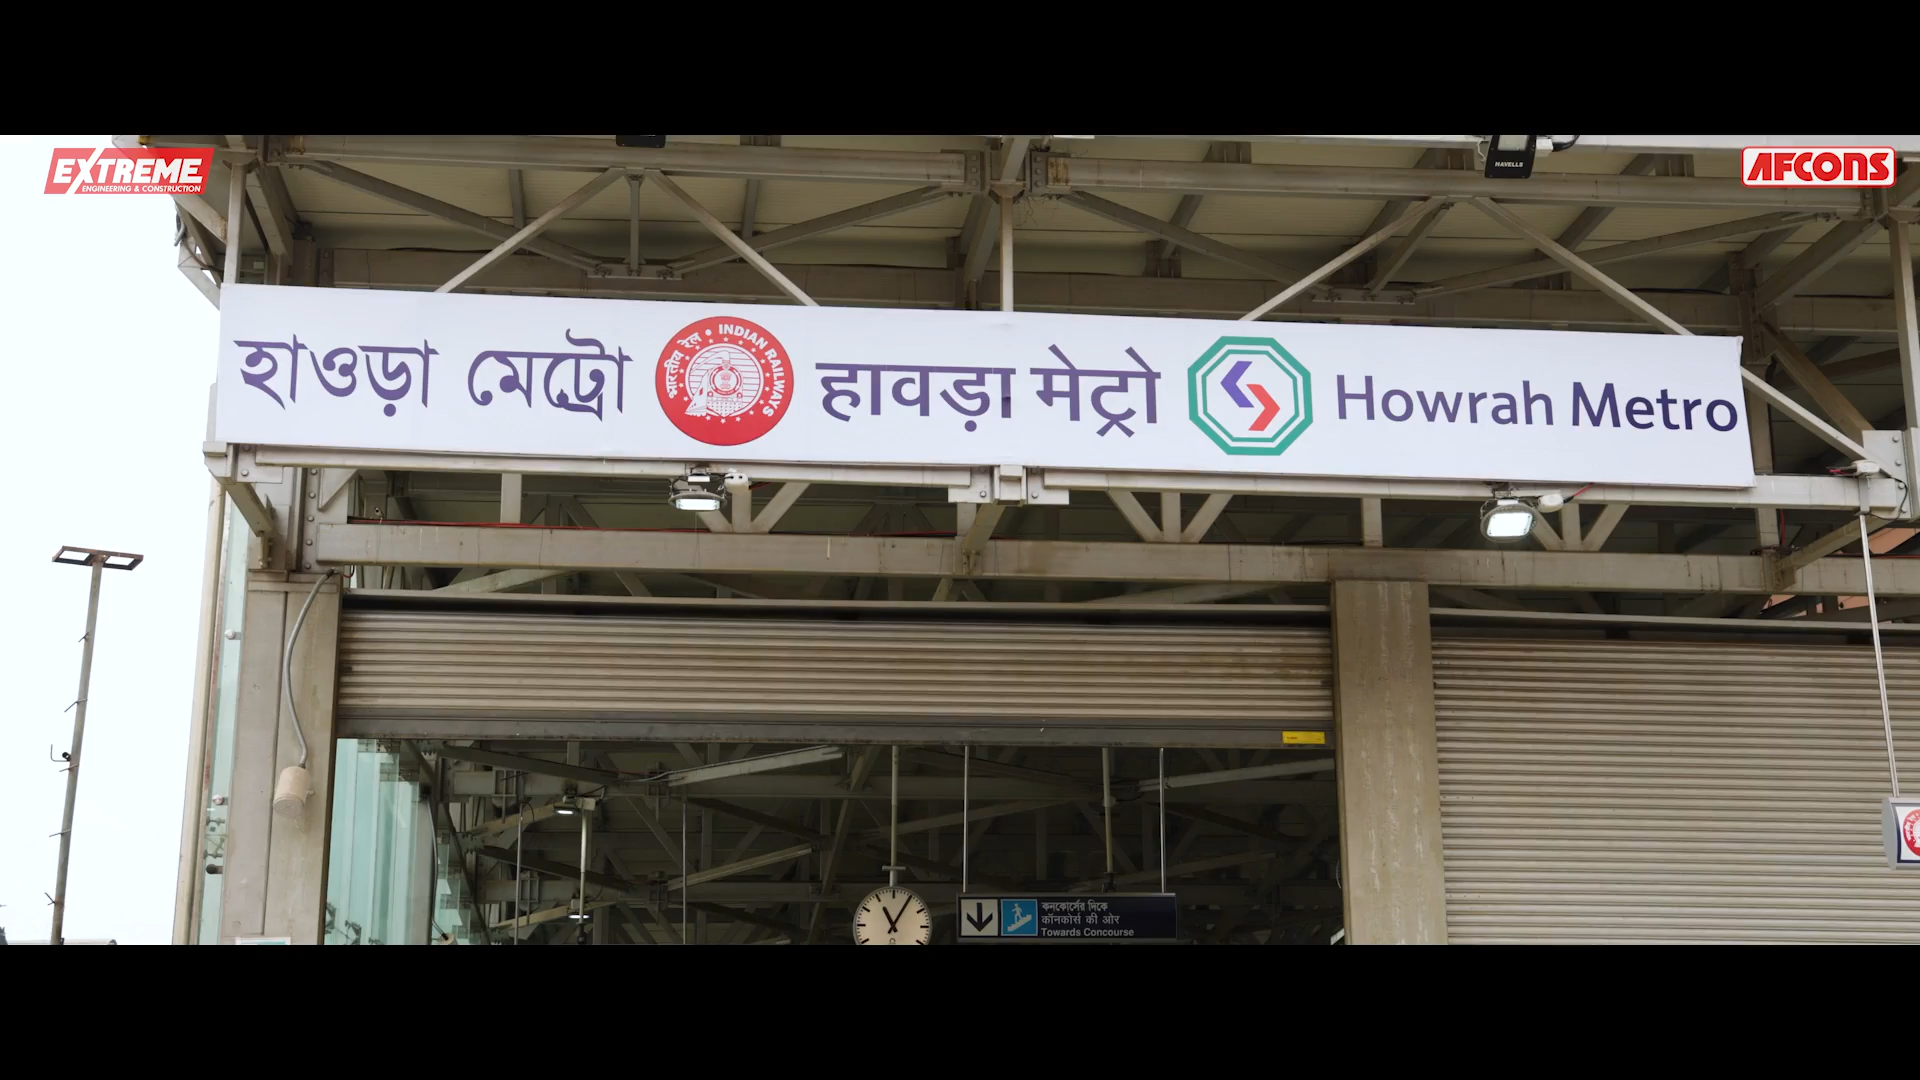 EXTREME
ENGINEERING & CONSTRUCTION
AFCONS
HAVELLS
হাওড়া মেট্রো
भारतीय रेल • INDIAN RAILWAYS
हावड़ा मेट्रो
Howrah Metro
কনকোর্সের দিকে
कॉनकोर्स की ओर
Towards Concourse